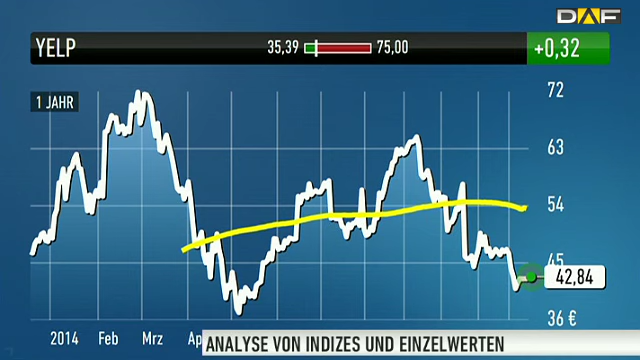 DAF
YELP 35,39 75,00 +0,32
1 JAHR
72
63
54
45
42,84
36 €
2014 Feb Mrz
ANALYSE VON INDIZES UND EINZELWERTEN